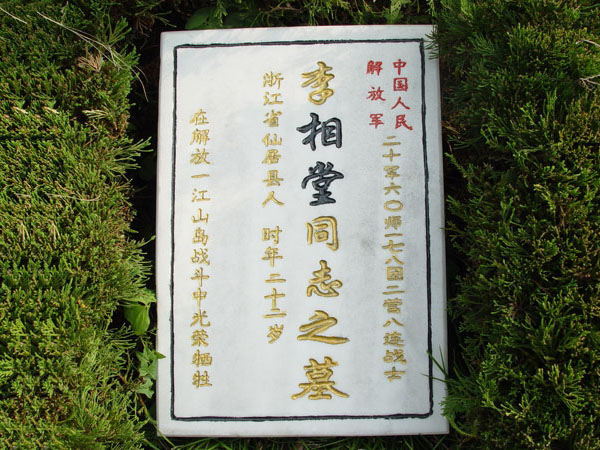 中国人民
解放军
二十军六〇师一七八团二营八连战士
李相堂同志之墓
浙江省仙居县人 时年二十二岁
在解放一江山岛战斗中光荣牺牲